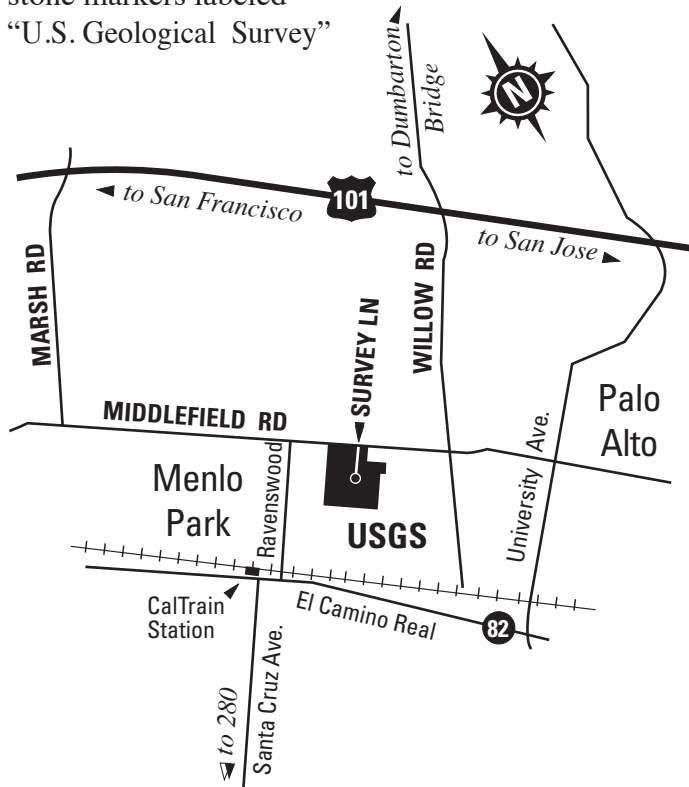 stone markers labeled
“U.S. Geological Survey”
to Dumbarton
Bridge
N
101
to San Francisco
to San Jose
MARSH RD
WILLOW RD
SURVEY LN
MIDDLEFIELD RD
Palo
Alto
University Ave.
Menlo
Park
Ravenswood
USGS
CalTrain
Station
El Camino Real
82
Santa Cruz Ave.
to 280